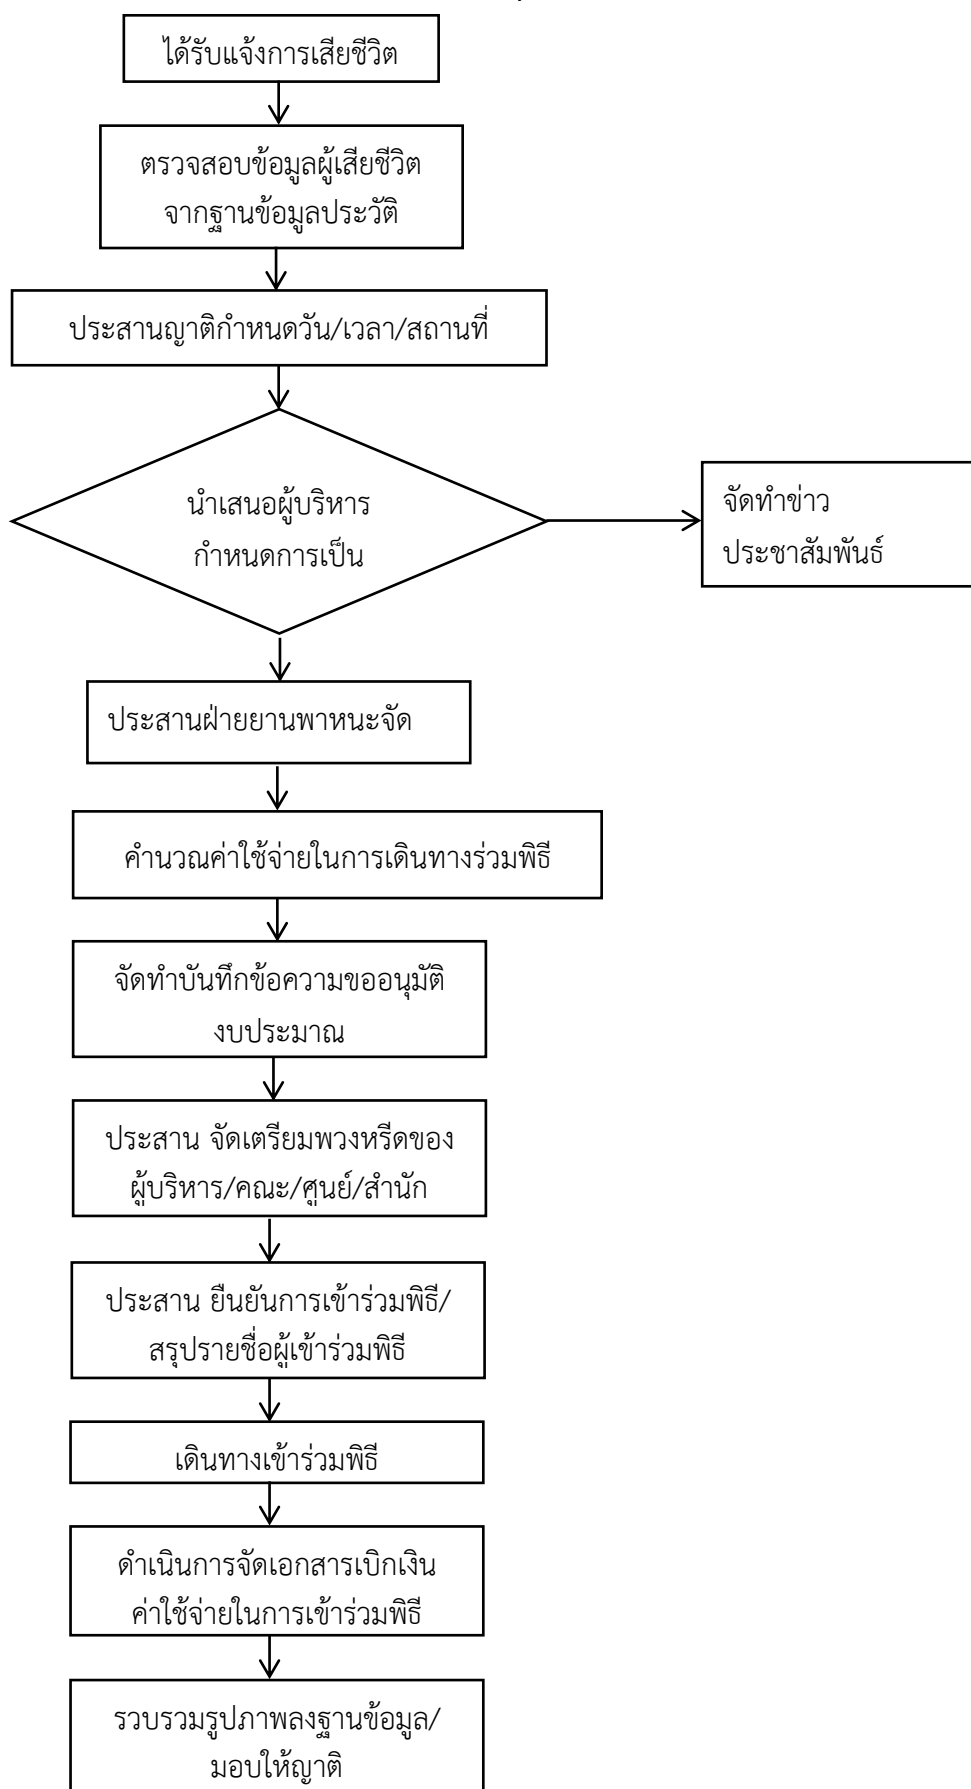 ได้รับแจ้งการเสียชีวิต
ตรวจสอบข้อมูลผู้เสียชีวิต
จากฐานข้อมูลประวัติ
ประสานญาติกำหนดวัน/เวลา/สถานที่
นำเสนอผู้บริหาร
กำหนดการเป็น
จัดทำข่าว
ประชาสัมพันธ์
ประสานฝ่ายยานพาหนะจัด
คำนวณค่าใช้จ่ายในการเดินทางร่วมพิธี
จัดทำบันทึกข้อความขออนุมัติ
งบประมาณ
ประสาน จัดเตรียมพวงหรีดของ
ผู้บริหาร/คณะ/ศูนย์/สำนัก
ประสาน ยืนยันการเข้าร่วมพิธี/
สรุปรายชื่อผู้เข้าร่วมพิธี
เดินทางเข้าร่วมพิธี
ดำเนินการจัดเอกสารเบิกเงิน
ค่าใช้จ่ายในการเข้าร่วมพิธี
รวบรวมรูปภาพลงฐานข้อมูล/
มอบให้ญาติ